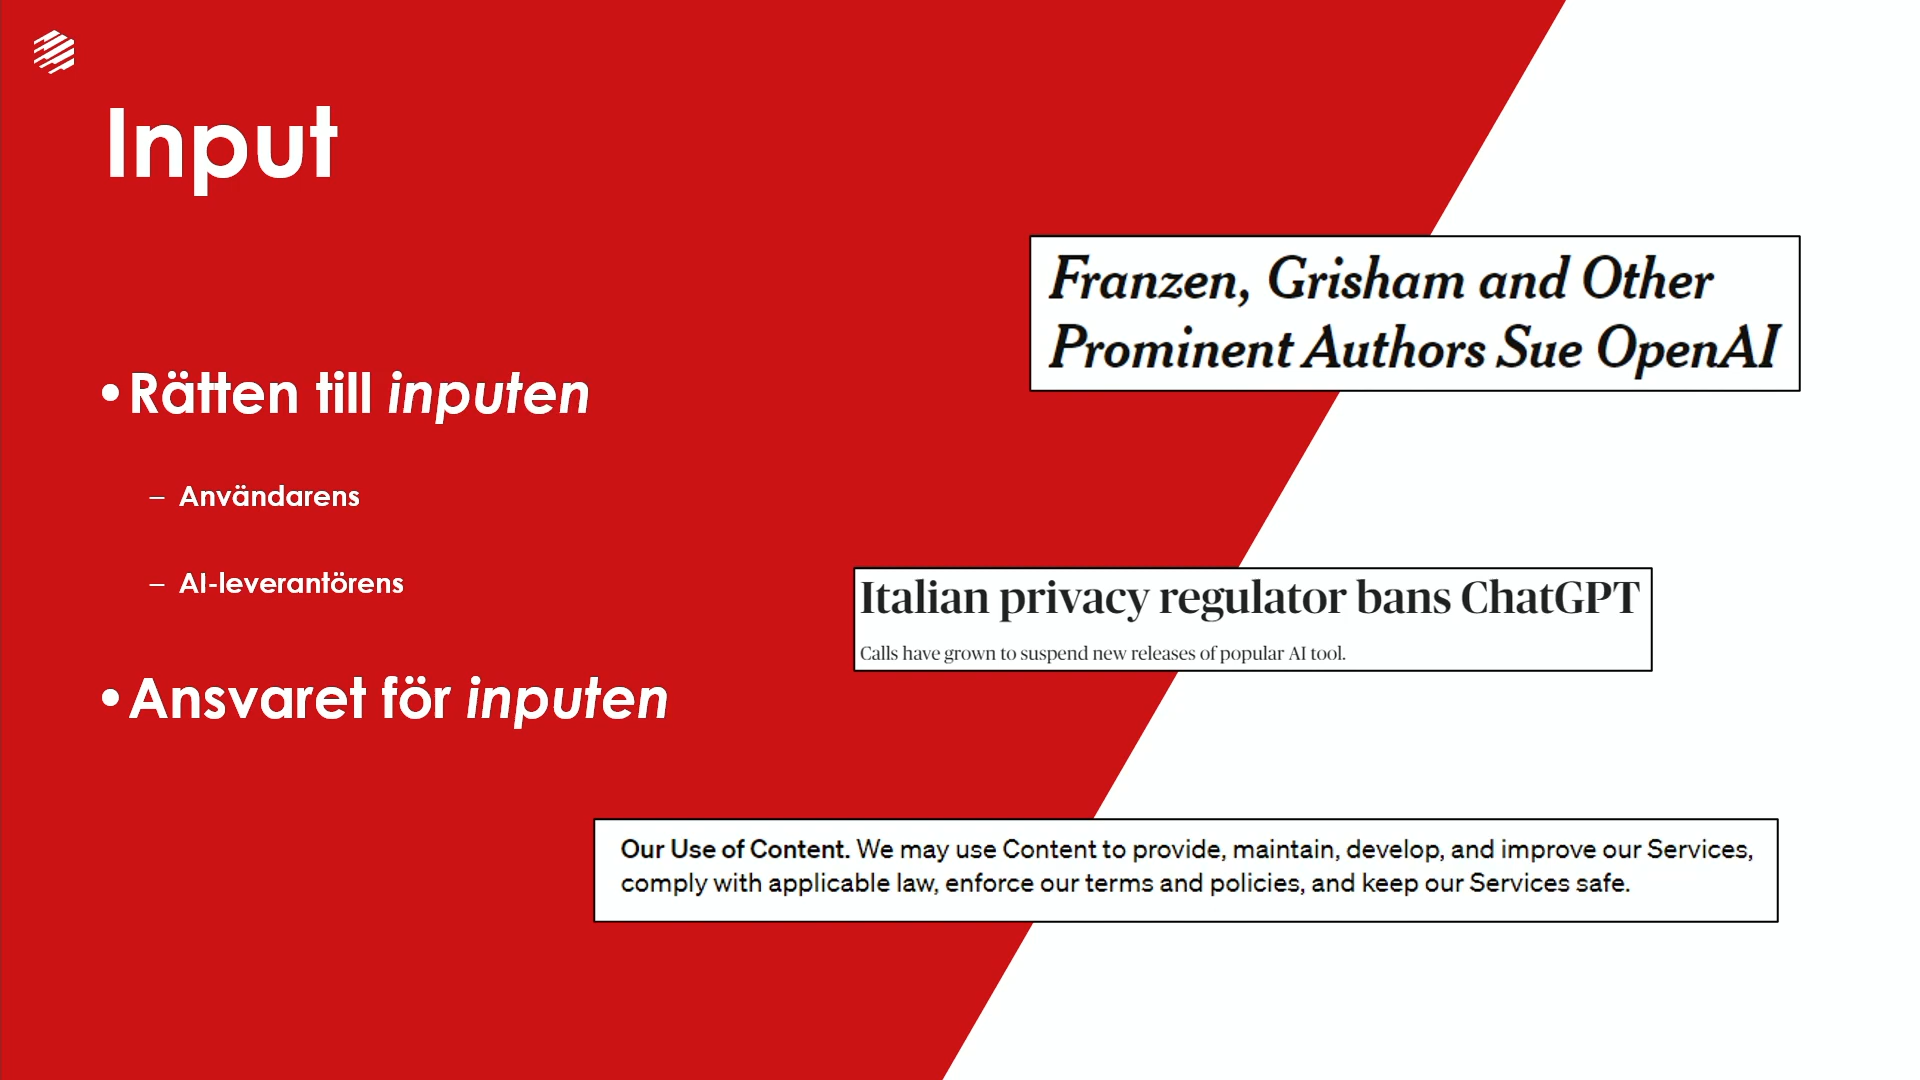 Input
•Rätten till inputen
– Användarens
– AI-leverantörens
•Ansvaret för inputen
Franzen, Grisham and Other
Prominent Authors Sue OpenAI
Italian privacy regulator bans ChatGPT
Calls have grown to suspend new releases of popular AI tool.
Our Use of Content. We may use Content to provide, maintain, develop, and improve our Services,
comply with applicable law, enforce our terms and policies, and keep our Services safe.